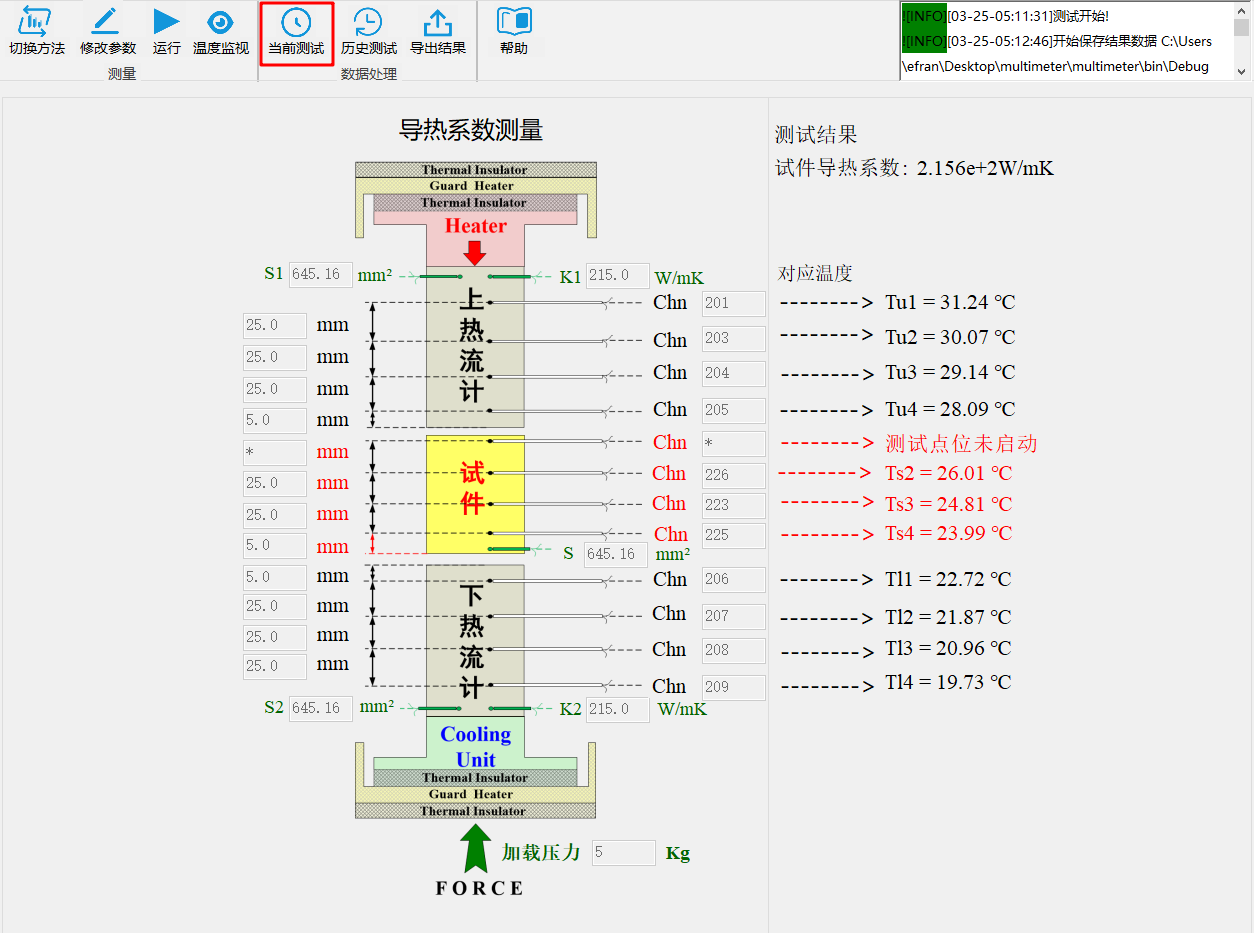 切换方法 修改参数 运行 温度监视 当前测试 历史测试 导出结果 帮助
测量 数据处理
![INFO][03-25-05:11:31]测试开始!
![INFO][03-25-05:12:46]开始保存结果数据 C:\Users
\efran\Desktop\multimeter\multimeter\bin\Debug
导热系数测量
测试结果
试件导热系数: 2.156e+2W/mK
Thermal Insulator
Guard Heater
Thermal Insulator
Heater
S1 645.16 mm² K1 215.0 W/mK 对应温度
上热流计
Chn 201 --------> Tu1 = 31.24 ℃
25.0 mm
Chn 203 --------> Tu2 = 30.07 ℃
25.0 mm
Chn 204 --------> Tu3 = 29.14 ℃
25.0 mm
Chn 205 --------> Tu4 = 28.09 ℃
5.0 mm
试件
Chn * --------> 测试点位未启动
* mm
Chn 226 --------> Ts2 = 26.01 ℃
25.0 mm
Chn 223 --------> Ts3 = 24.81 ℃
25.0 mm
Chn 225 --------> Ts4 = 23.99 ℃
5.0 mm
S 645.16 mm²
下热流计
5.0 mm Chn 206 --------> Tl1 = 22.72 ℃
25.0 mm Chn 207 --------> Tl2 = 21.87 ℃
25.0 mm Chn 208 --------> Tl3 = 20.96 ℃
25.0 mm Chn 209 --------> Tl4 = 19.73 ℃
S2 645.16 mm² K2 215.0 W/mK
Cooling
Unit
Thermal Insulator
Guard Heater
Thermal Insulator
加载压力 5 Kg
FORCE